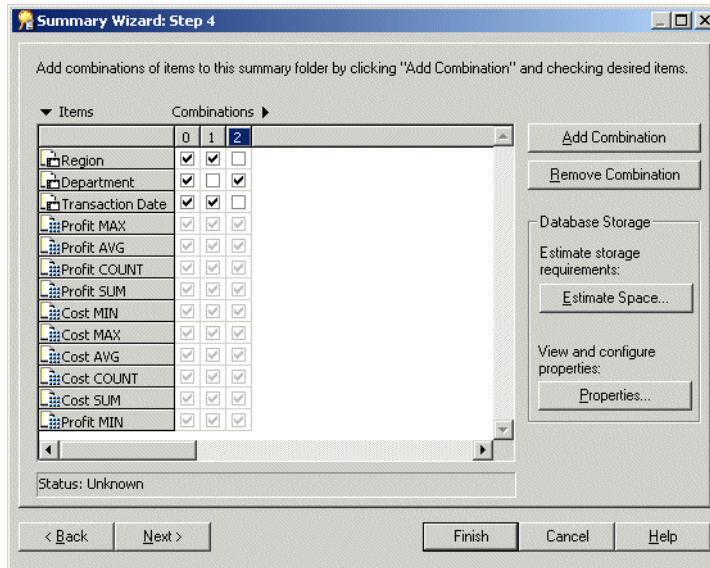 Summary Wizard: Step 4
Add combinations of items to this summary folder by clicking "Add Combination" and checking desired items.
Items Combinations
0 1 2
Region
Department
Transaction Date
Profit MAX
Profit AVG
Profit COUNT
Profit SUM
Cost MIN
Cost MAX
Cost AVG
Cost COUNT
Cost SUM
Profit MIN
Status: Unknown
Add Combination
Remove Combination
Database Storage
Estimate storage
requirements:
Estimate Space...
View and configure
properties:
Properties...
< Back Next > Finish Cancel Help